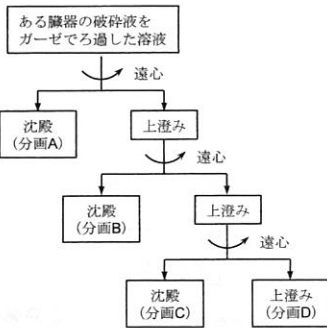 ある臓器の破砕液を
ガーゼでろ過した溶液
遠心
沈殿
(分画A)
上澄み
遠心
沈殿
(分画B)
上澄み
遠心
沈殿
(分画C)
上澄み
(分画D)